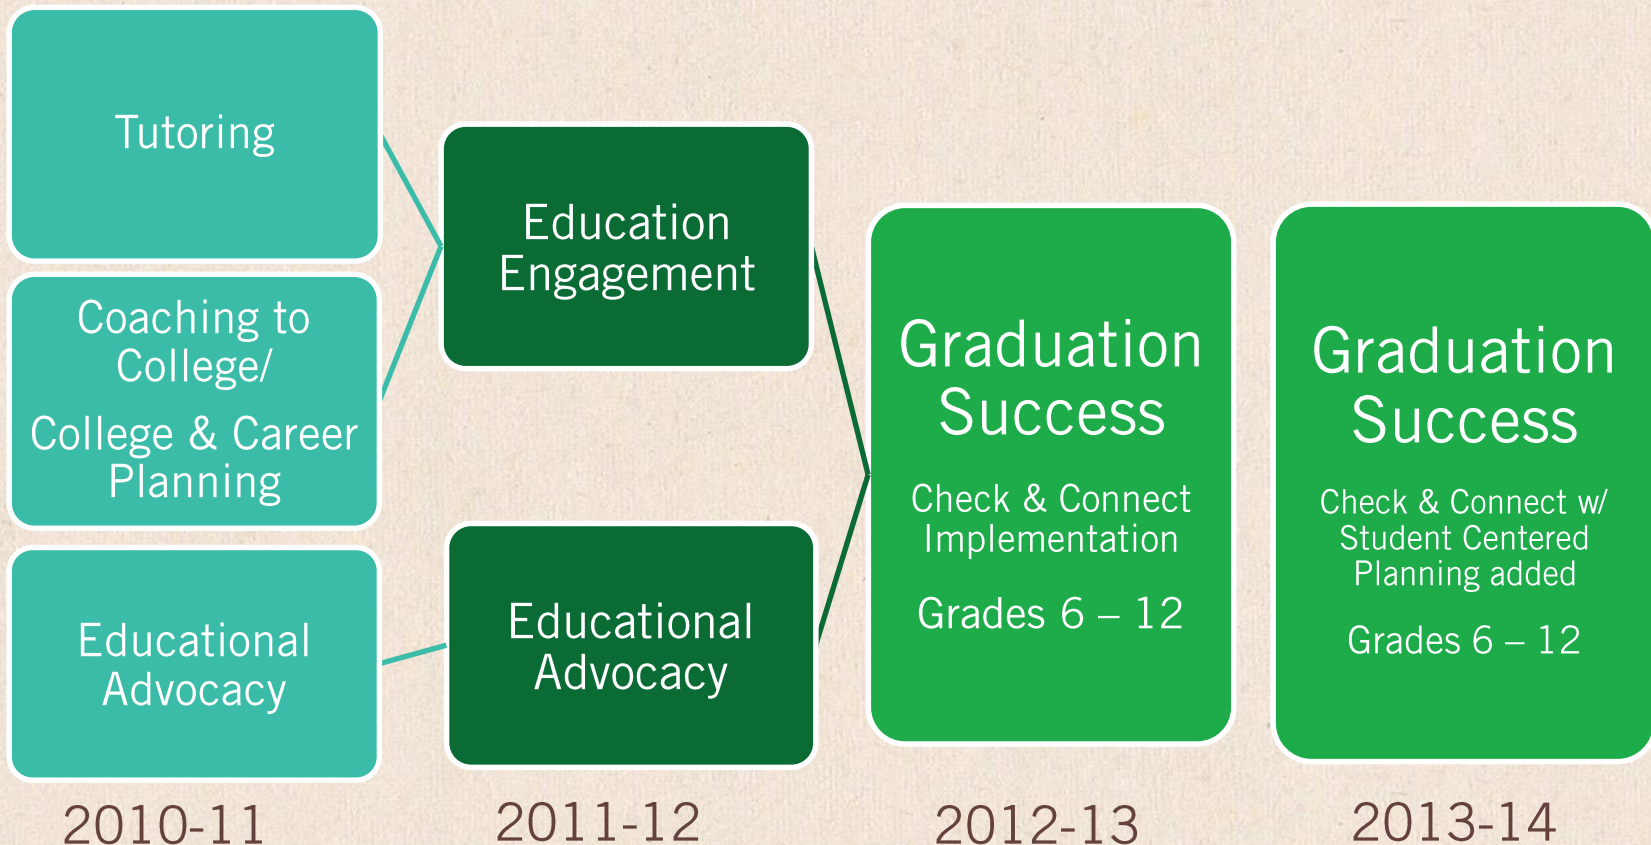 Tutoring
Coaching to
College/
College & Career
Planning
Educational
Advocacy
2010-11
Education
Engagement
Educational
Advocacy
2011-12
Graduation
Success
Check & Connect
Implementation
Grades 6 – 12
2012-13
Graduation
Success
Check & Connect w/
Student Centered
Planning added
Grades 6 – 12
2013-14